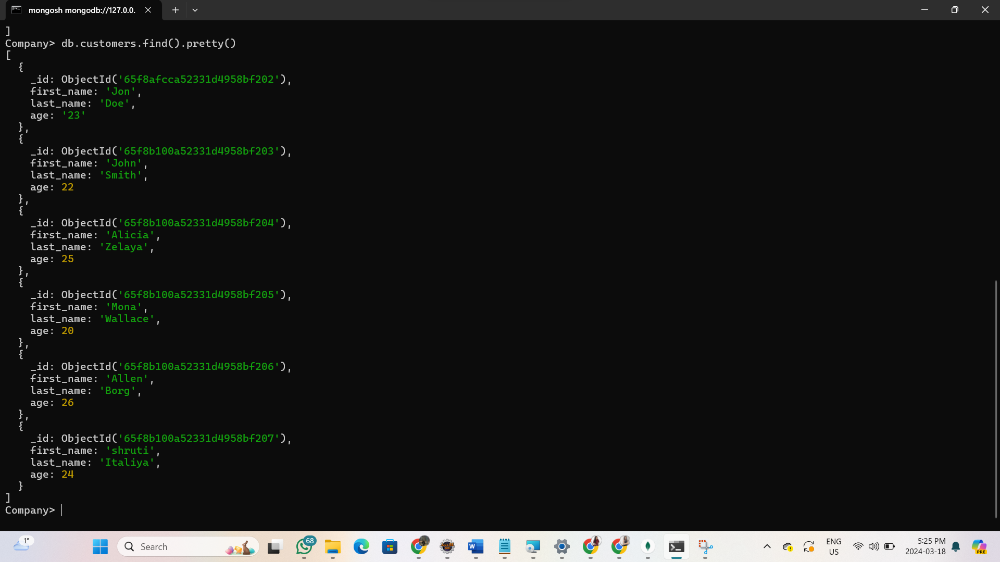 mongosh mongodb://127.0.0.
]
Company> db.customers.find().pretty()
[
  {
    _id: ObjectId('65f8afcca52331d4958bf202'),
    first_name: 'Jon',
    last_name: 'Doe',
    age: '23'
  },
  {
    _id: ObjectId('65f8b100a52331d4958bf203'),
    first_name: 'John',
    last_name: 'Smith',
    age: 22
  },
  {
    _id: ObjectId('65f8b100a52331d4958bf204'),
    first_name: 'Alicia',
    last_name: 'Zelaya',
    age: 25
  },
  {
    _id: ObjectId('65f8b100a52331d4958bf205'),
    first_name: 'Mona',
    last_name: 'Wallace',
    age: 20
  },
  {
    _id: ObjectId('65f8b100a52331d4958bf206'),
    first_name: 'Allen',
    last_name: 'Borg',
    age: 26
  },
  {
    _id: ObjectId('65f8b100a52331d4958bf207'),
    first_name: 'shruti',
    last_name: 'Italiya',
    age: 24
  }
]
Company>
1°
Search
68
W
ENG
US
5:25 PM
2024-03-18
PRE